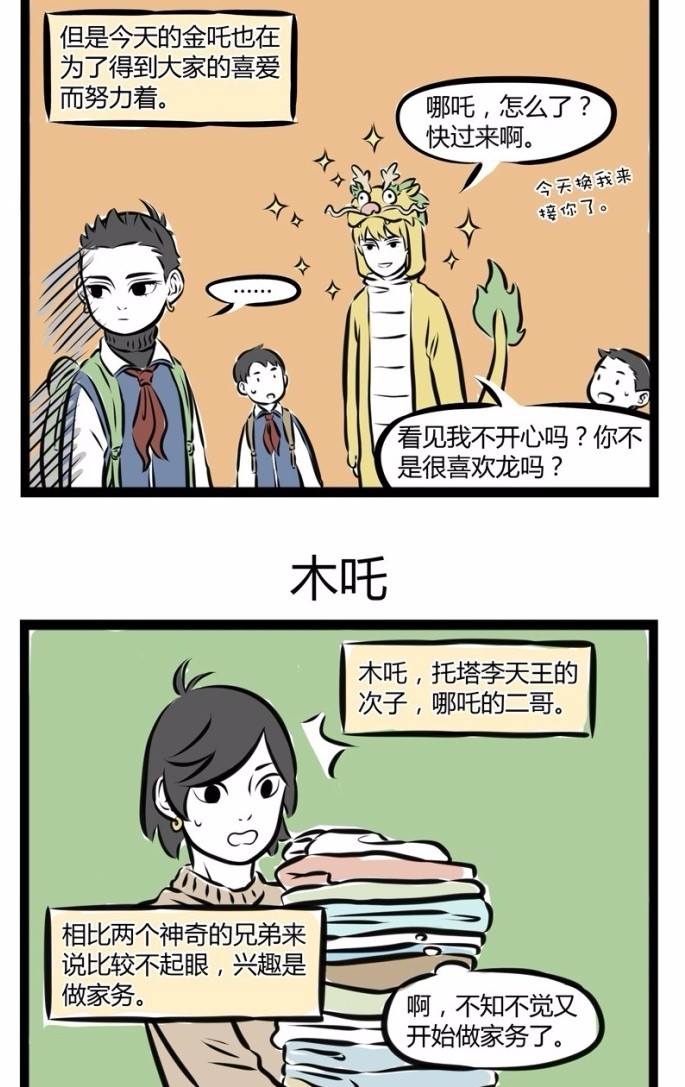 但是今天的金吒也在
为了得到大家的喜爱
而努力着。
哪吒，怎么了？
快过来啊。
今天换我来
接你了。
……
看见我不开心吗？你不
是很喜欢龙吗？
木吒
木吒，托塔李天王的
次子，哪吒的二哥。
相比两个神奇的兄弟来
说比较不起眼，兴趣是
做家务。
啊，不知不觉又
开始做家务了。